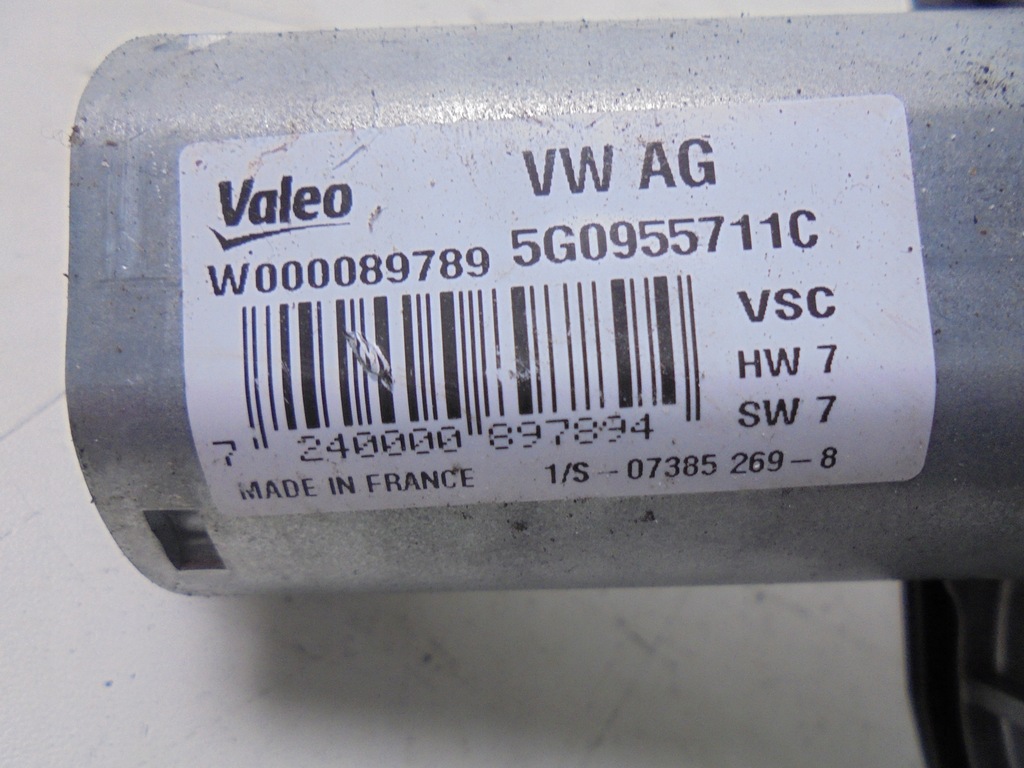 Valeo VW AG
W000089789 5G0955711C
VSC
HW 7
SW 7
7 240000 897894
MADE IN FRANCE 1/S - 07385 269 - 8